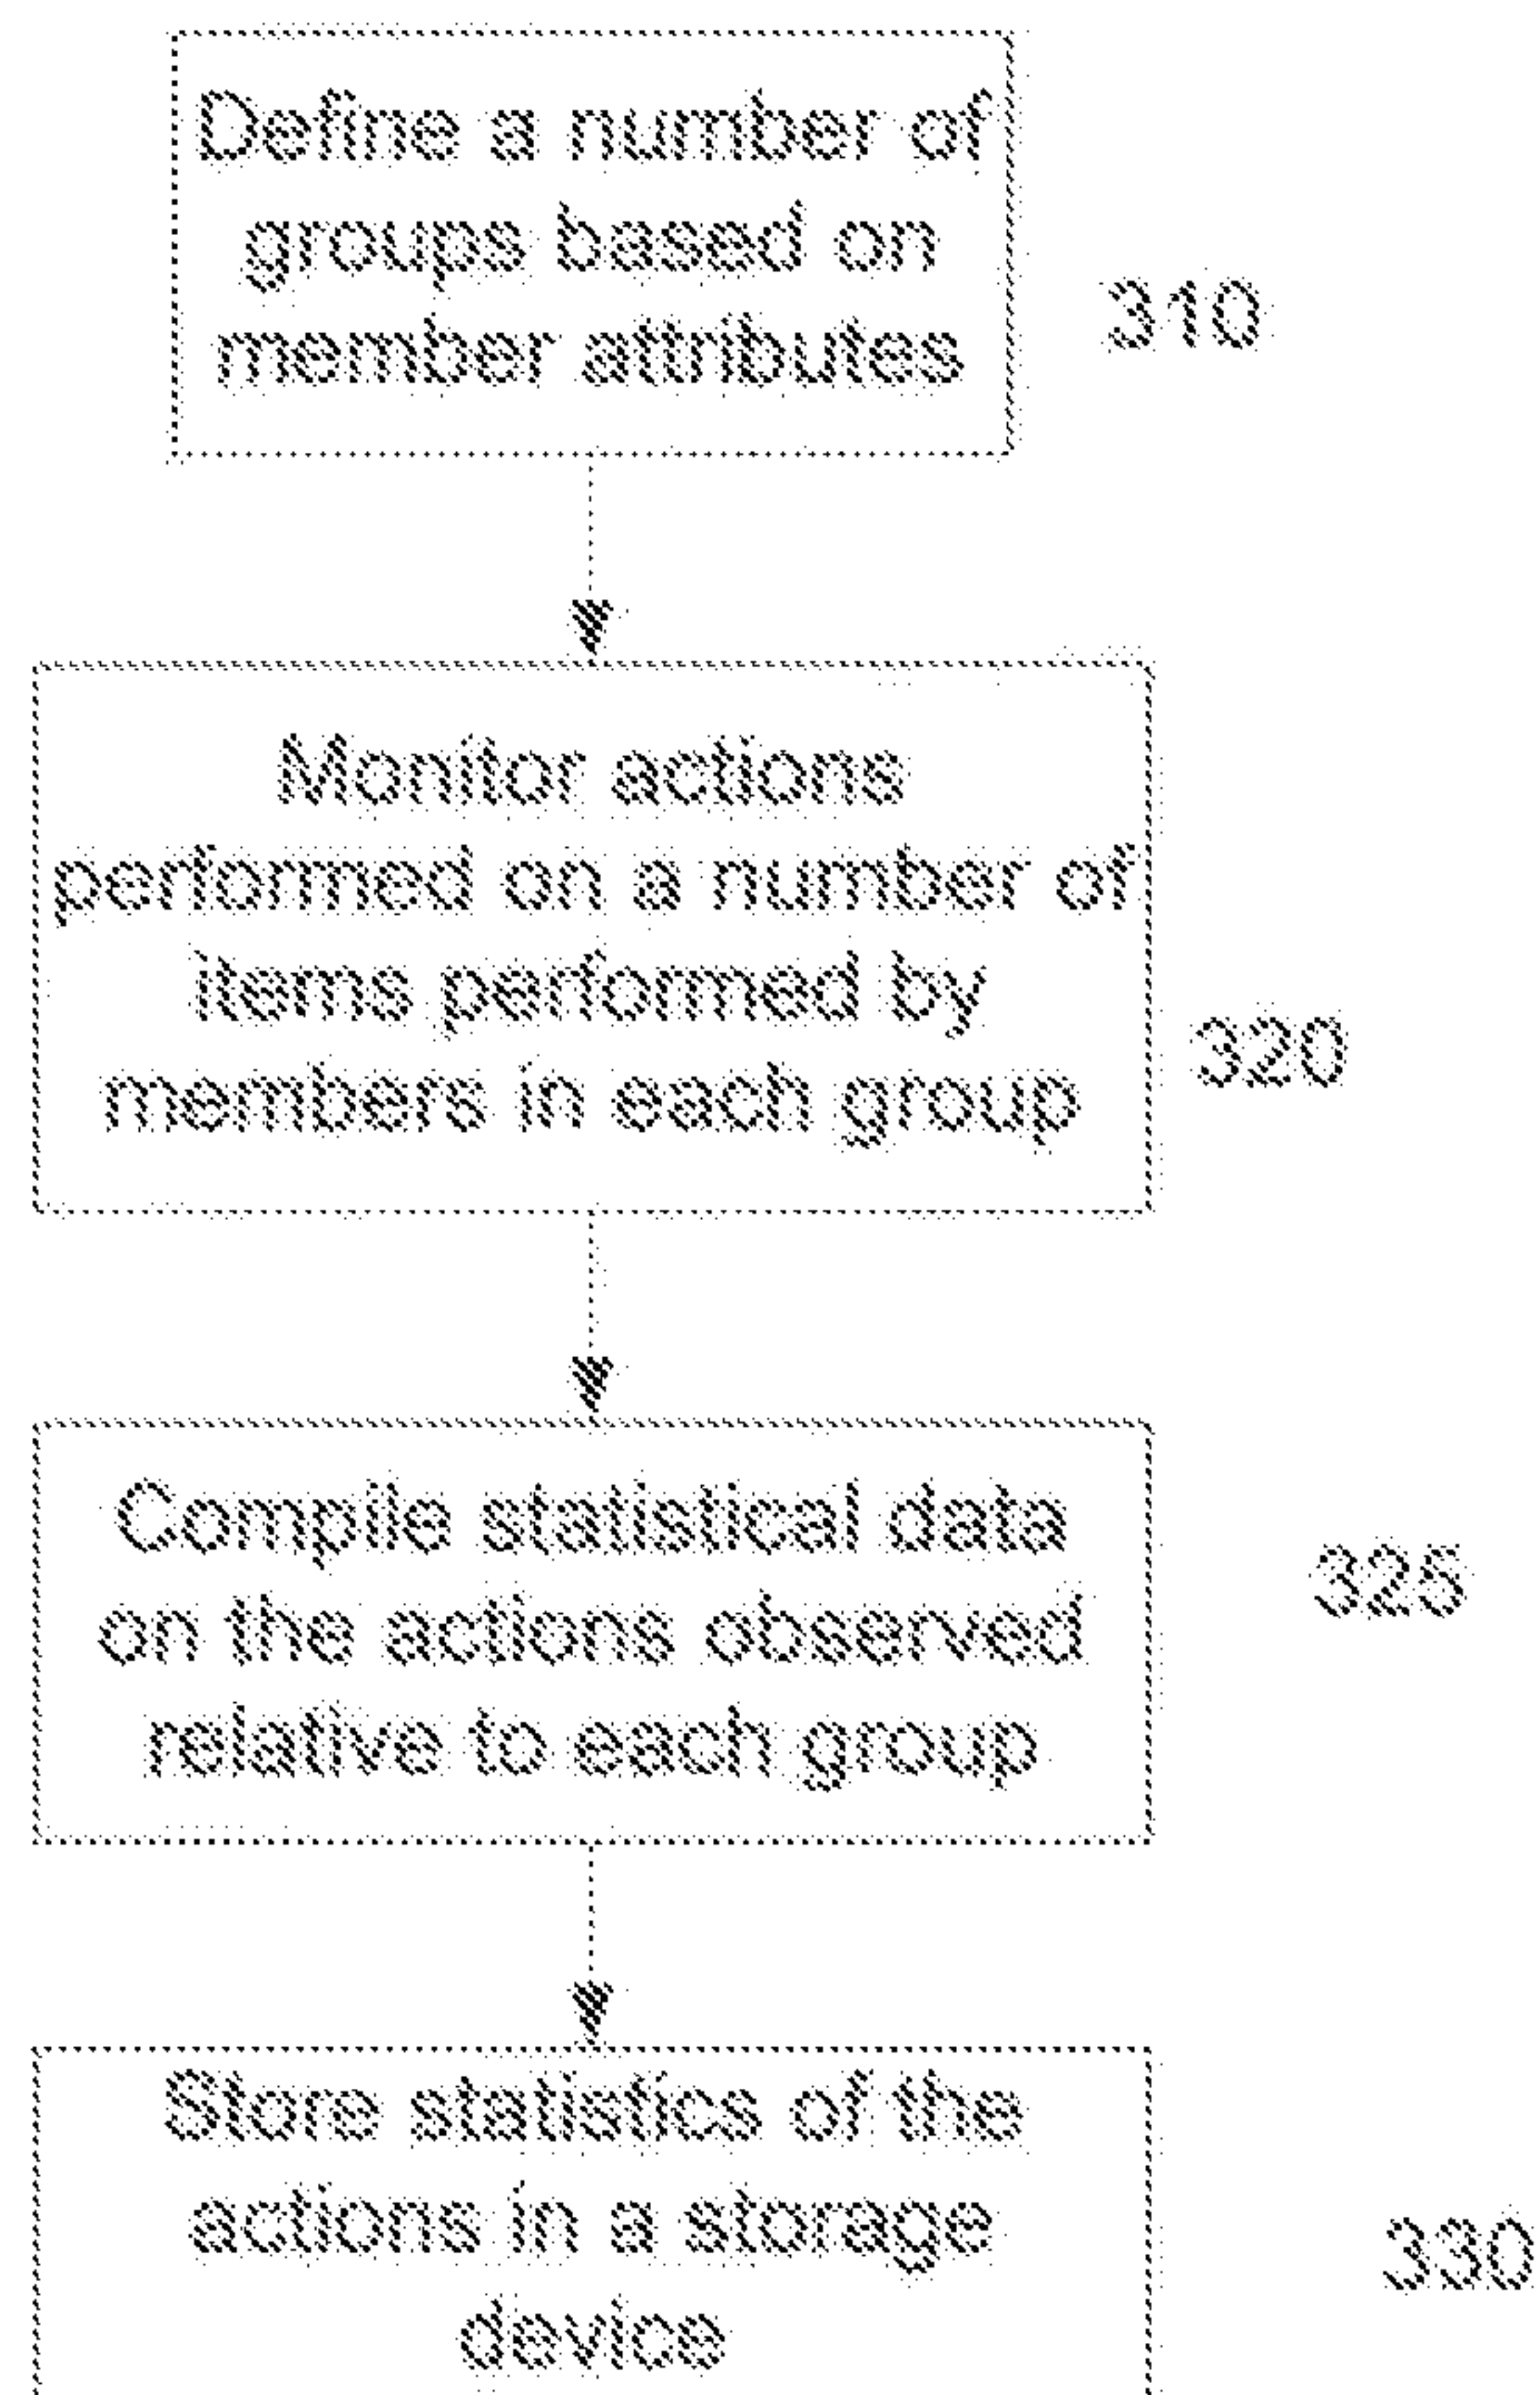 Define a number of
groups based on
member attributes
310
Monitor actions
performed on a number of
items performed by
members in each group
320
Compile statistical data
on the actions observed
relative to each group
325
Store statistics of the
actions in a storage
device
330